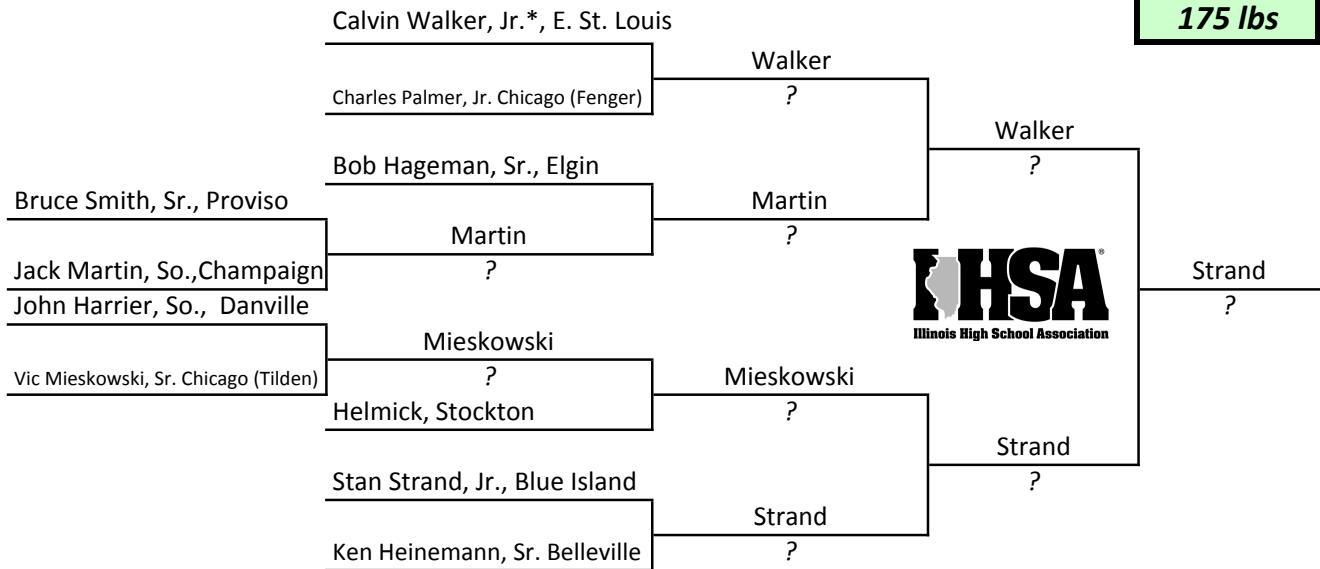 Calvin Walker, Jr.*, E. St. Louis
175 lbs
Walker
Charles Palmer, Jr. Chicago (Fenger)
?
Walker
Bob Hageman, Sr., Elgin
?
Bruce Smith, Sr., Proviso
Martin
Martin
?
Jack Martin, So.,Champaign
?
IHSA®
Illinois High School Association
Strand
?
John Harrier, So., Danville
Mieskowski
Vic Mieskowski, Sr. Chicago (Tilden)
?
Mieskowski
Helmick, Stockton
?
Strand
Stan Strand, Jr., Blue Island
?
Strand
Ken Heinemann, Sr. Belleville
?